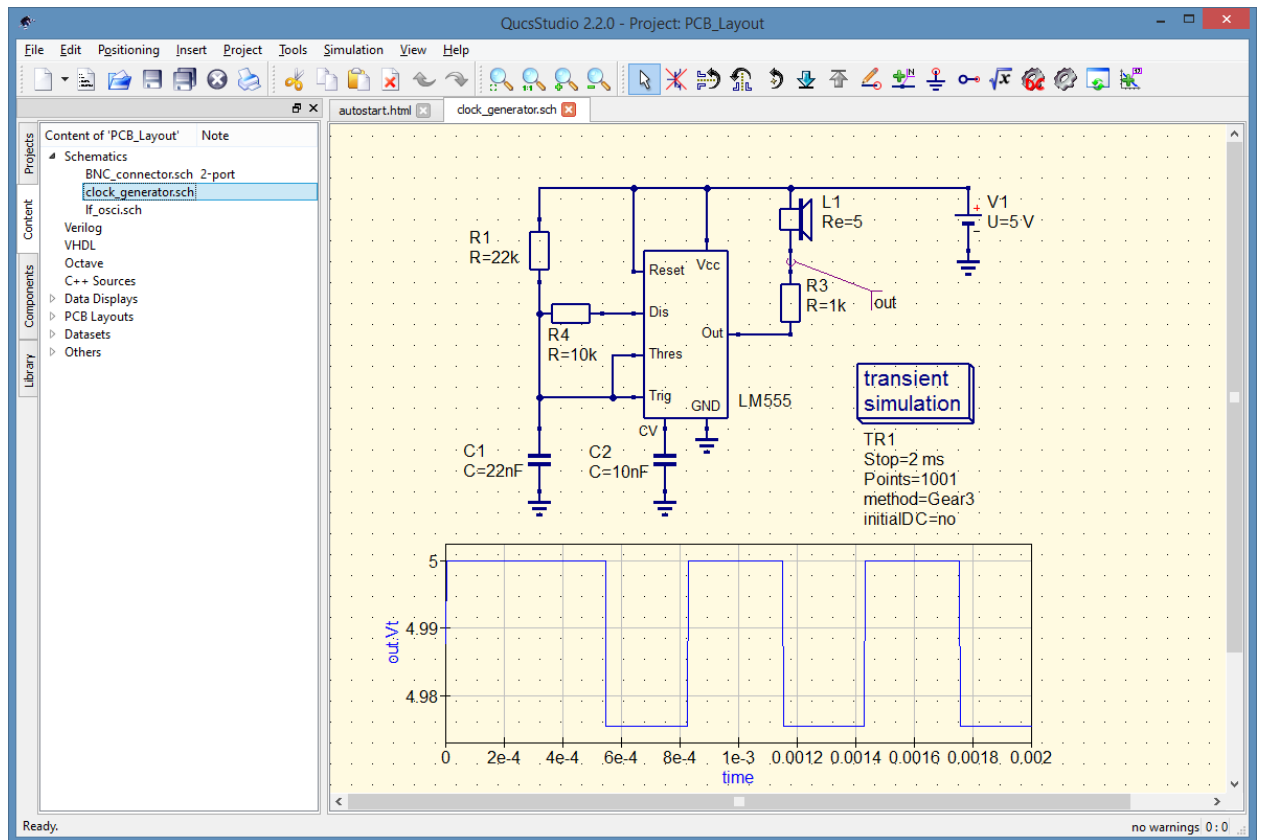 QucsStudio 2.2.0 - Project: PCB_Layout
File Edit Positioning Insert Project Tools Simulation View Help
autostart.html
clock_generator.sch
Projects
Content
Components
Library
Content of 'PCB_Layout' Note
Schematics
BNC_connector.sch 2-port
clock_generator.sch
lf_osci.sch
Verilog
VHDL
Octave
C++ Sources
Data Displays
PCB Layouts
Datasets
Others
R1
R=22k
R4
R=10k
Reset
Vcc
Dis
Out
Thres
Trig
GND
LM555
CV
C1
C=22nF
C2
C=10nF
L1
Re=5
R3
R=1k
out
+
V1
U=5 V
−
transient
simulation
TR1
Stop=2 ms
Points=1001
method=Gear3
initialDC=no
out.Vt
5
4.99
4.98
0 2e-4 4e-4 6e-4 8e-4 1e-3 0.0012 0.0014 0.0016 0.0018 0.002
time
Ready.
no warnings 0 : 0